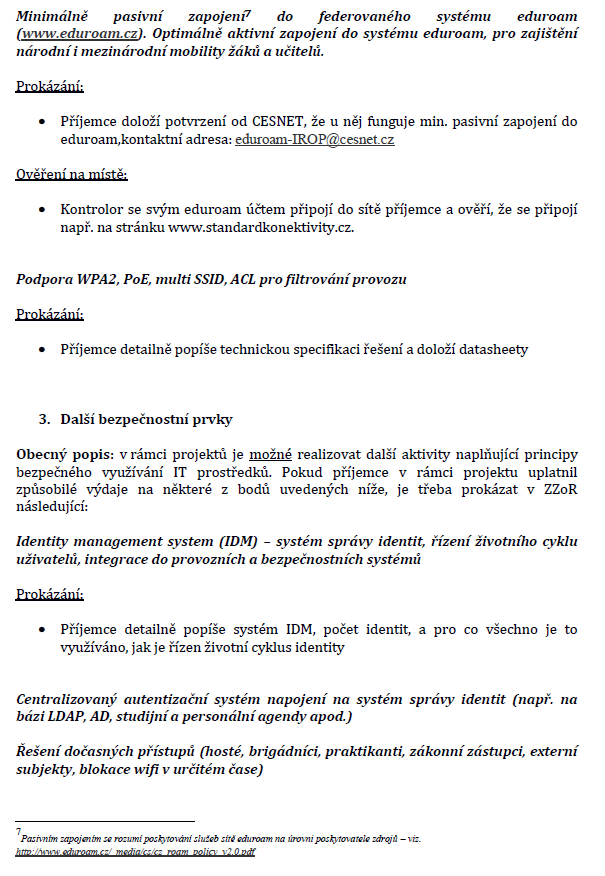 Minimálně pasivní zapojení7 do federovaného systému eduroam
(www.eduroam.cz). Optimálně aktivní zapojení do systému eduroam, pro zajištění
národní i mezinárodní mobility žáků a učitelů.
Prokázání:
• Příjemce doloží potvrzení od CESNET, že u něj funguje min. pasivní zapojení do
eduroam,kontaktní adresa: eduroam-IROP@cesnet.cz
Ověření na místě:
• Kontrolor se svým eduroam účtem připojí do sítě příjemce a ověří, že se připojí
např. na stránku www.standardkonektivity.cz.
Podpora WPA2, PoE, multi SSID, ACL pro filtrování provozu
Prokázání:
• Příjemce detailně popíše technickou specifikaci řešení a doloží datasheety
3. Další bezpečnostní prvky
Obecný popis: v rámci projektů je možné realizovat další aktivity naplňující principy
bezpečného využívání IT prostředků. Pokud příjemce v rámci projektu uplatnil
způsobilé výdaje na některé z bodů uvedených níže, je třeba prokázat v ZZoR
následující:
Identity management system (IDM) – systém správy identit, řízení životního cyklu
uživatelů, integrace do provozních a bezpečnostních systémů
Prokázání:
• Příjemce detailně popíše systém IDM, počet identit, a pro co všechno je to
využíváno, jak je řízen životní cyklus identity
Centralizovaný autentizační systém napojení na systém správy identit (např. na
bázi LDAP, AD, studijní a personální agendy apod.)
Řešení dočasných přístupů (hosté, brigádníci, praktikanti, zákonní zástupci, externí
subjekty, blokace wifi v určitém čase)
7 Pasivním zapojením se rozumí poskytování služeb sítě eduroam na úrovni poskytovatele zdrojů – viz.
http://www.eduroam.cz/_media/cs/cz_roam_policy_v2.0.pdf